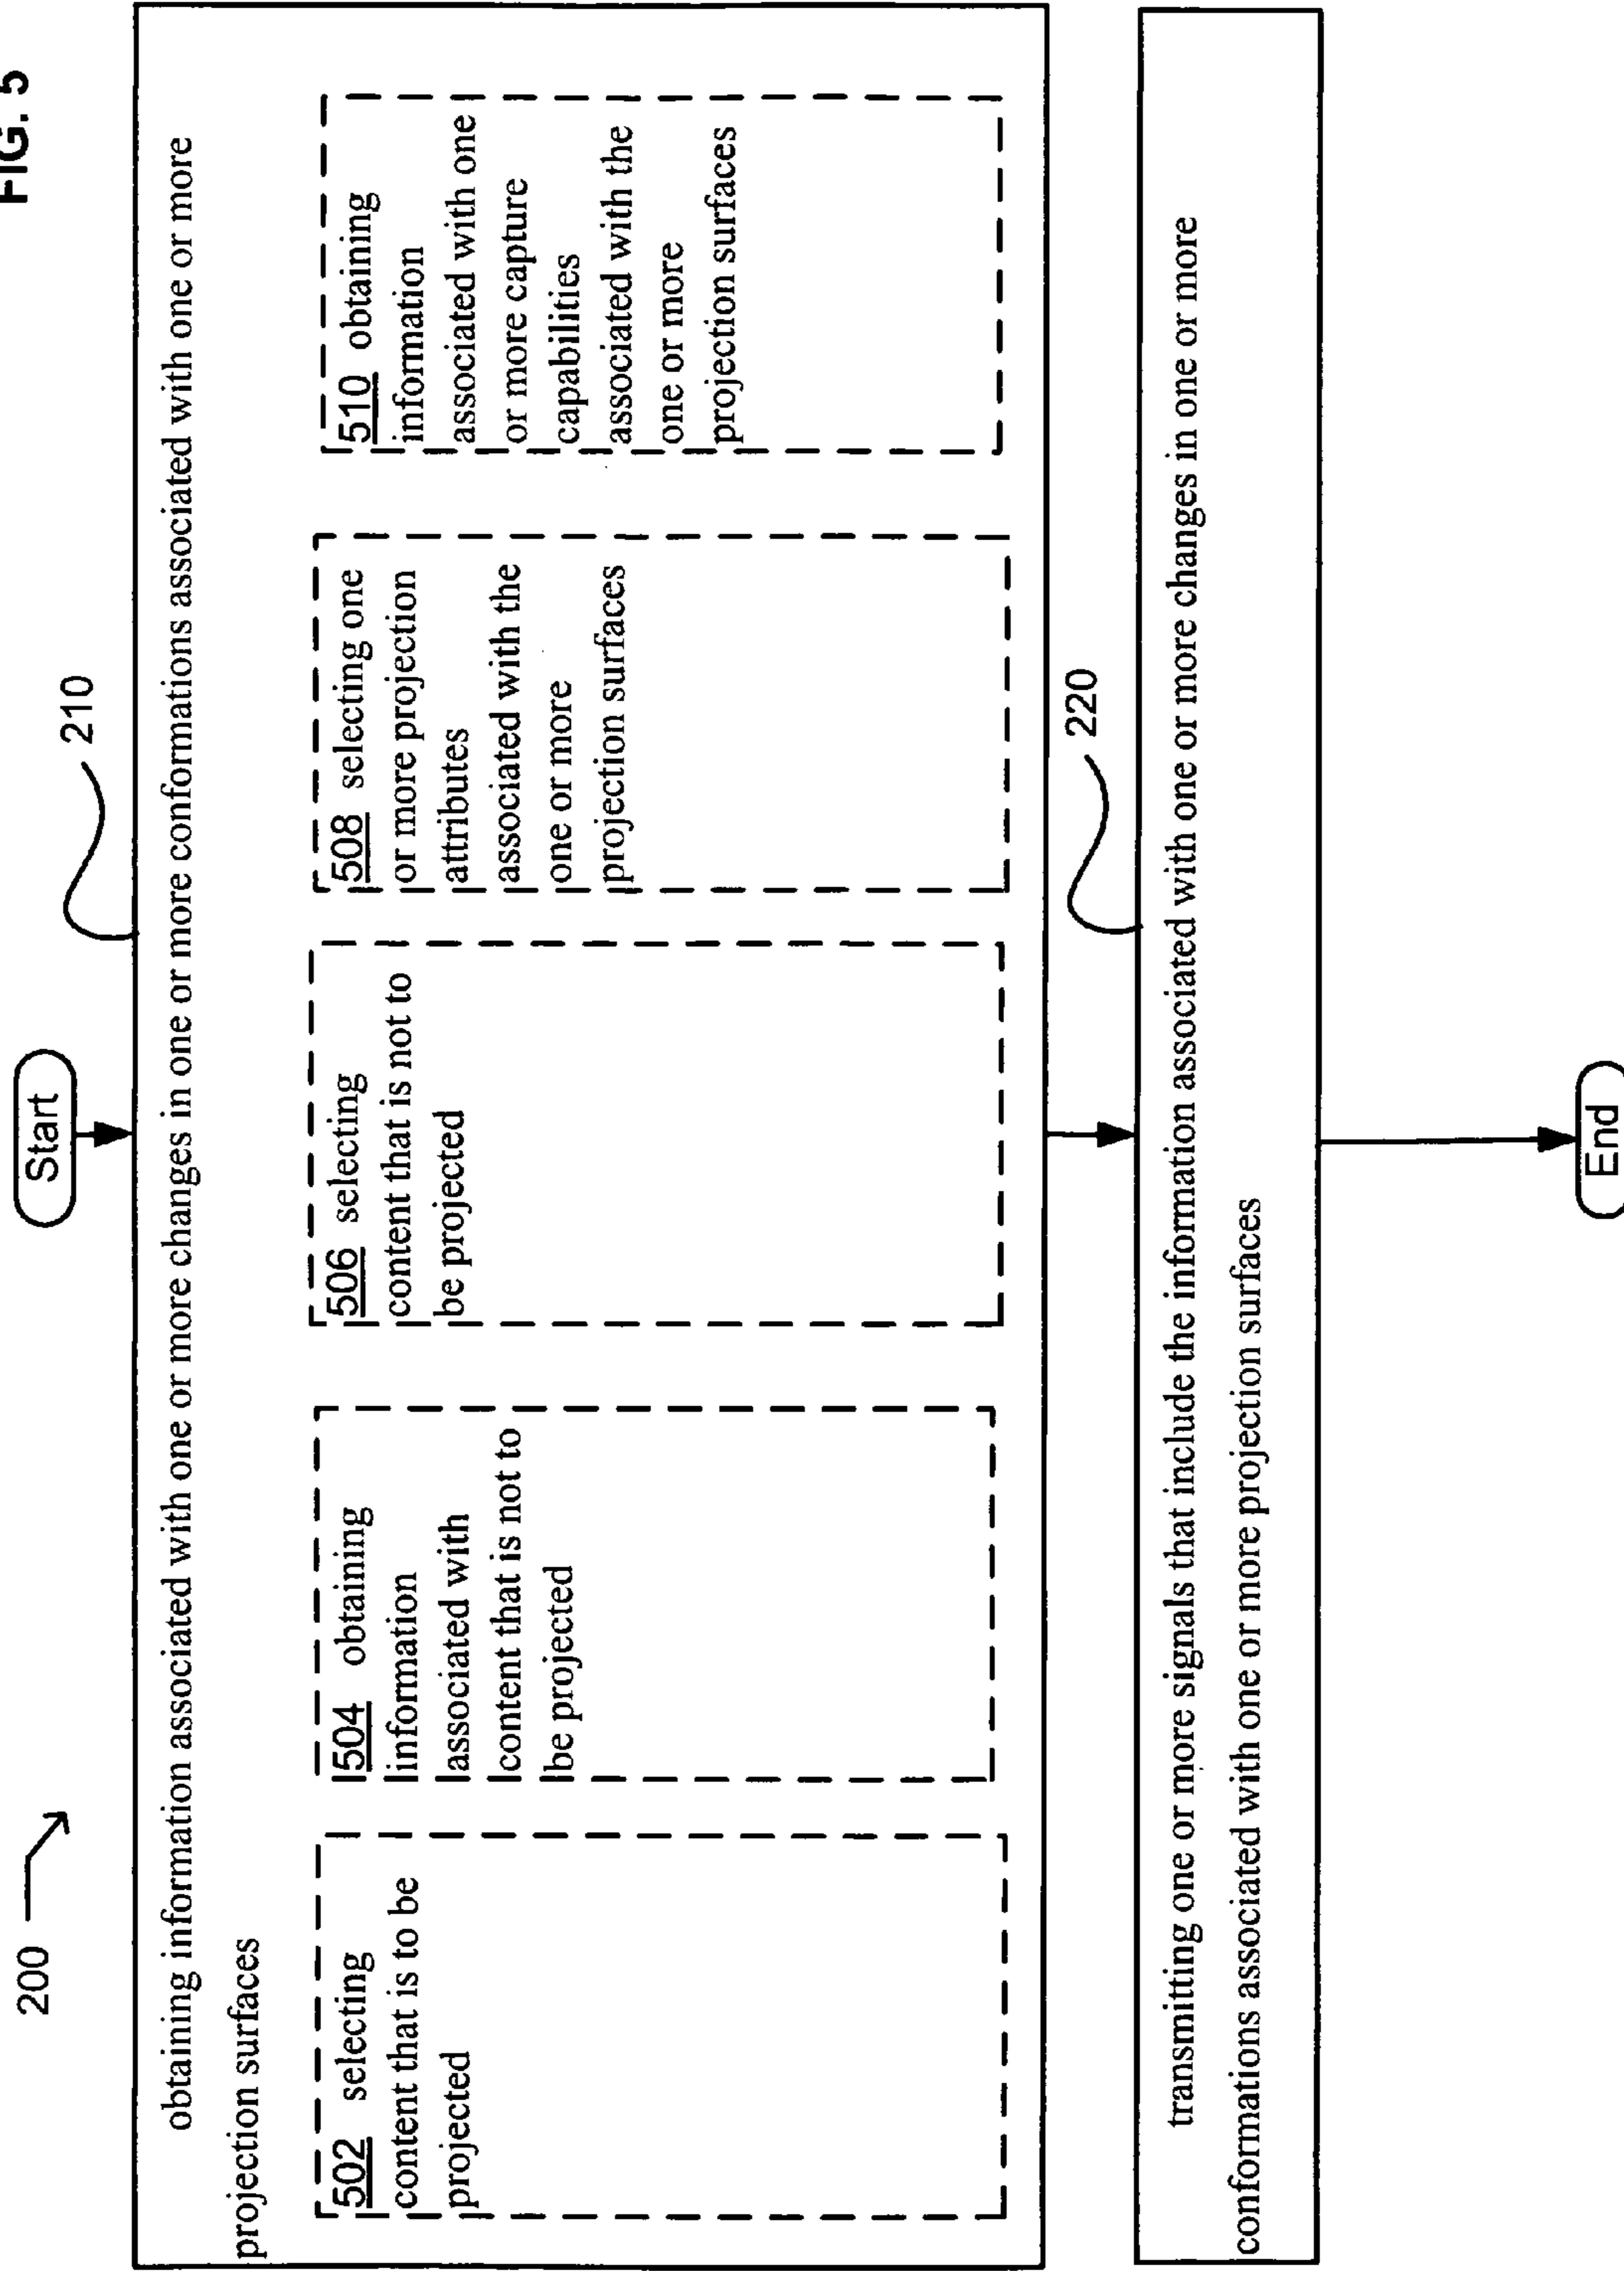 FIG. 5
200
Start
210
obtaining information associated with one or more changes in one or more conformations associated with one or more
projection surfaces
502 selecting
content that is to be
projected
504 obtaining
information
associated with
content that is not to
be projected
506 selecting
content that is not to
be projected
508 selecting one
or more projection
attributes
associated with the
one or more
projection surfaces
510 obtaining
information
associated with one
or more capture
capabilities
associated with the
one or more
projection surfaces
220
transmitting one or more signals that include the information associated with one or more changes in one or more
conformations associated with one or more projection surfaces
End